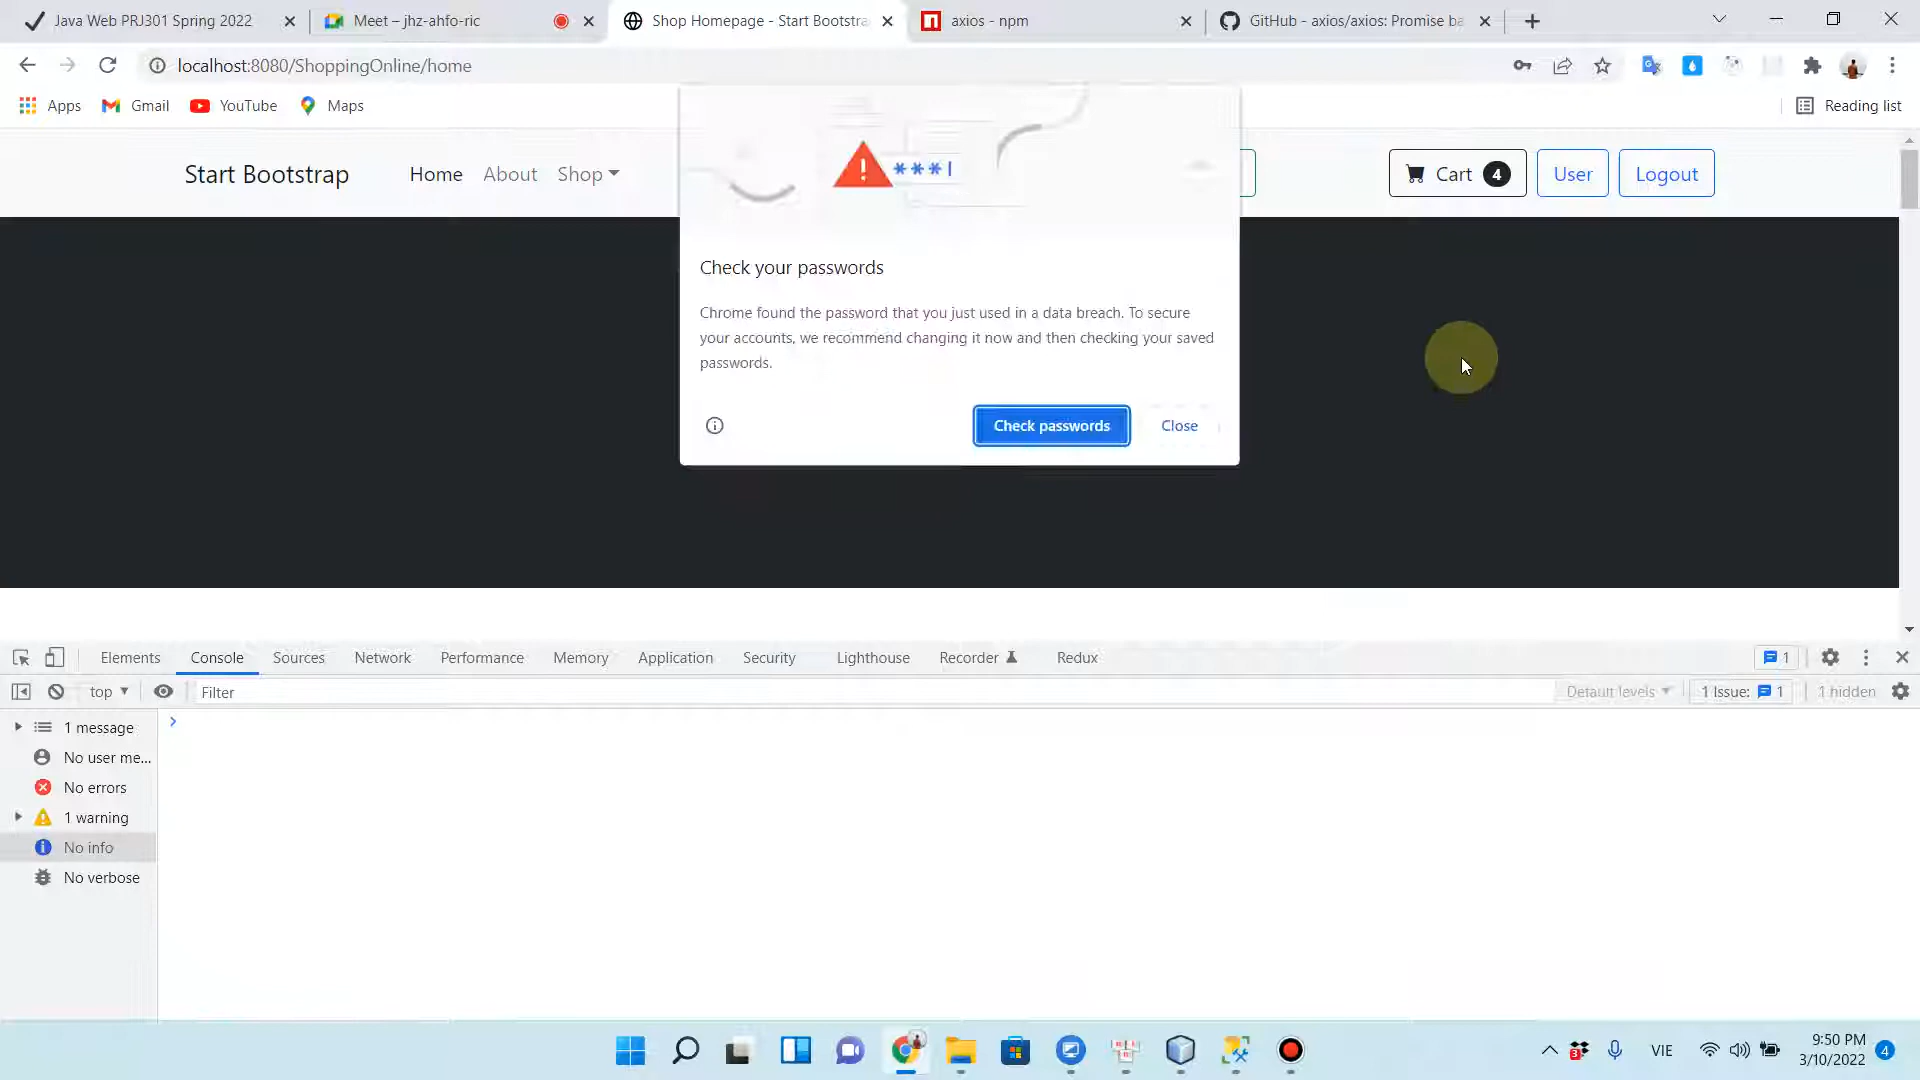 Java Web PRJ301 Spring 2022
Meet – jhz-ahfo-ric
Shop Homepage - Start Bootstra
axios - npm
GitHub - axios/axios: Promise ba
localhost:8080/ShoppingOnline/home
Apps
Gmail
YouTube
Maps
Reading list
Start Bootstrap
Home
About
Shop
Cart 4
User
Logout
***|
Check your passwords
Chrome found the password that you just used in a data breach. To secure
your accounts, we recommend changing it now and then checking your saved
passwords.
Check passwords
Close
Elements
Console
Sources
Network
Performance
Memory
Application
Security
Lighthouse
Recorder
Redux
1
top
Filter
Default levels
1 Issue: 1
1 hidden
1 message
No user me...
No errors
1 warning
No info
No verbose
VIE
9:50 PM
3/10/2022
4